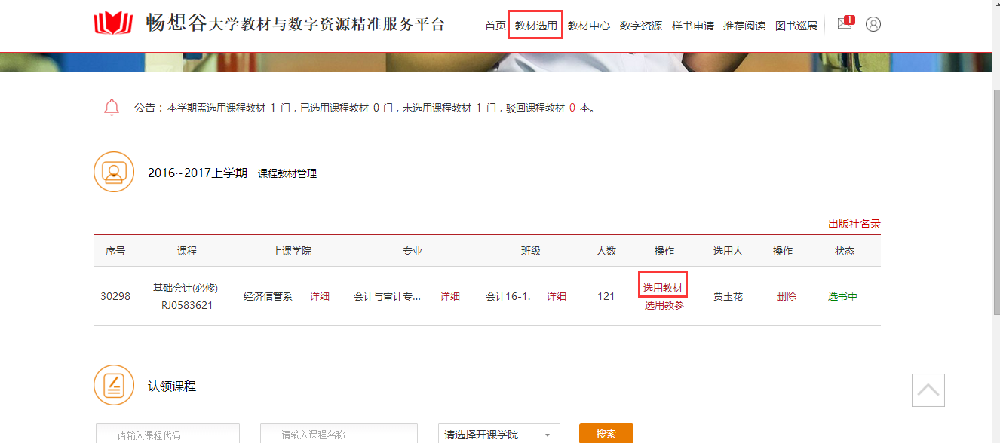 畅想谷大学教材与数字资源精准服务平台
首页 教材选用 教材中心 数字资源 样书申请 推荐阅读 图书巡展 1
公告： 本学期需选用课程教材 1 门，已选用课程教材 0 门，未选用课程教材 1 门，驳回课程教材 0 本。
2016~2017上学期 课程教材管理
出版社名录
序号 课程 上课学院 专业 班级 人数 操作 选用人 操作 状态
30298 基础会计(必修) 经济信管系 详细 会计与审计专... 详细 会计16-1. 详细 121 选用教材 贾玉花 删除 选书中
RJ0583621 选用教参
认领课程
请输入课程代码 请输入课程名称 请选择开课学院 搜索